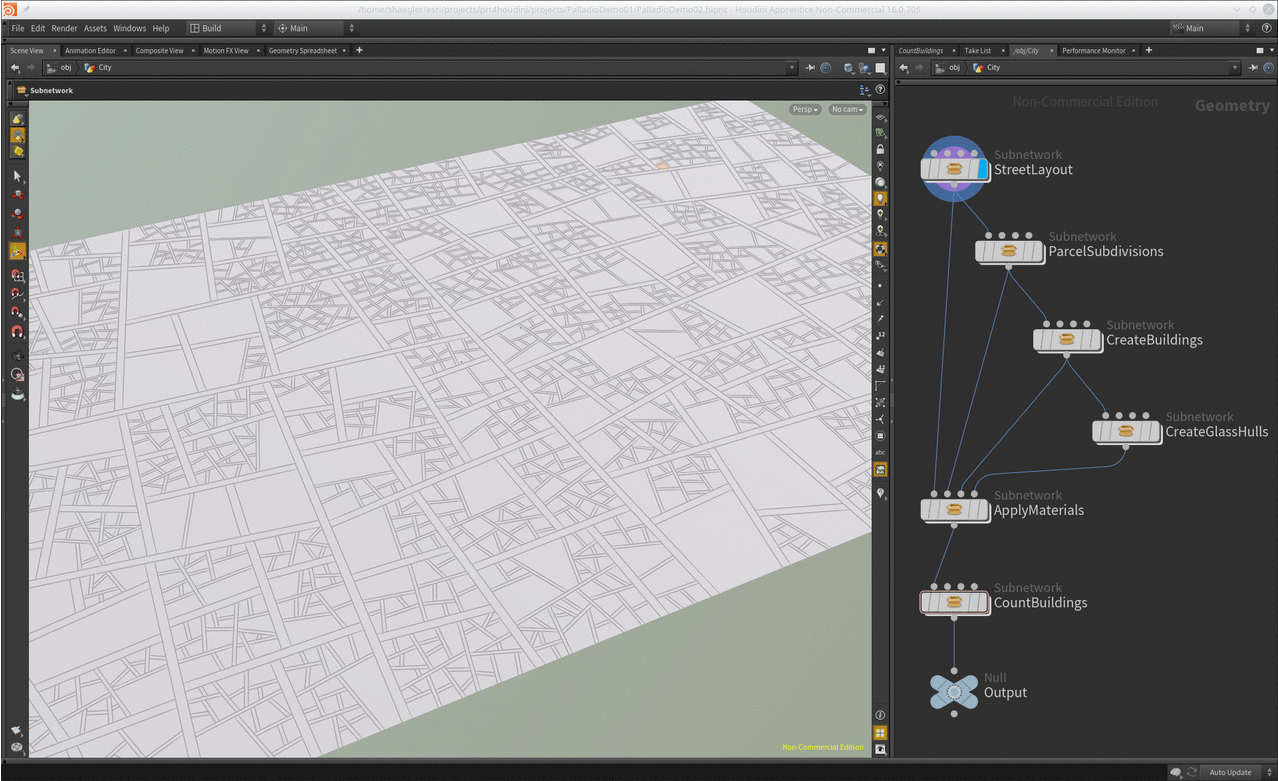 /home/shaegler/esri/projects/prt4houdini/projects/PalladioDemo01/PalladioDemo02.hipnc - Houdini Apprentice Non-Commercial 16.0.705
File Edit Render Assets Windows Help Build Main Main
Scene View Animation Editor Composite View Motion FX View Geometry Spreadsheet
CountBuildings Take List /obj/City Performance Monitor
obj City
obj City
Subnetwork
Persp No cam
Non-Commercial Edition
Geometry
Subnetwork
StreetLayout
Subnetwork
ParcelSubdivisions
Subnetwork
CreateBuildings
Subnetwork
CreateGlassHulls
Subnetwork
ApplyMaterials
Subnetwork
CountBuildings
Null
Output
abc
Non-Commercial Edition
Auto Update